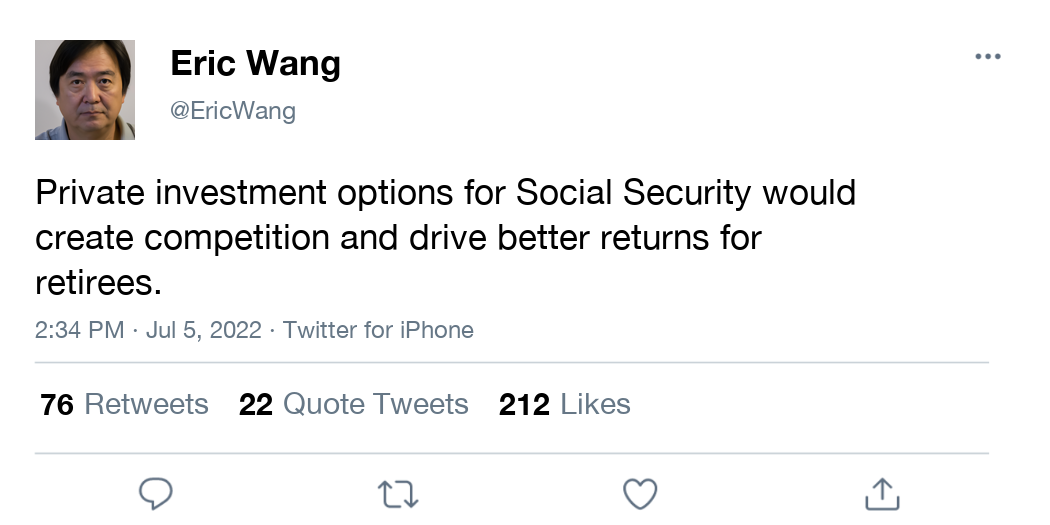 Eric Wang
@EricWang
Private investment options for Social Security would
create competition and drive better returns for
retirees.
2:34 PM · Jul 5, 2022 · Twitter for iPhone
76 Retweets 22 Quote Tweets 212 Likes